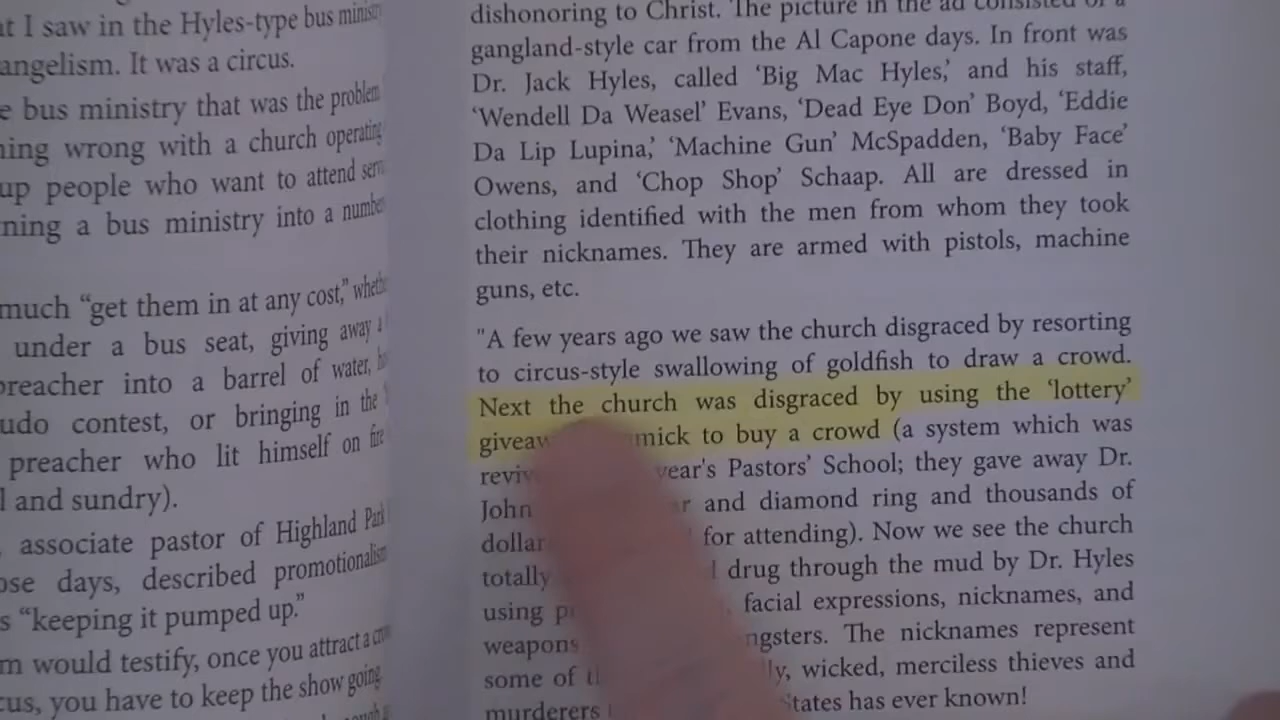 at I saw in the Hyles-type bus ministry
angelism. It was a circus.
e bus ministry that was the problem
ning wrong with a church operating
up people who want to attend
ning a bus ministry into a
much “get them in at any cost,”
under a bus seat, giving away
preacher into a barrel of water,
udo contest, or bringing in the
preacher who lit himself on fire
l and sundry).
, associate pastor of Highland Park
ose days, described promotionalism
s “keeping it pumped up.”
m would testify, once you attract a
cus, you have to keep the show going.
dishonoring to Christ. The picture in the ad consisted of a
gangland-style car from the Al Capone days. In front was
Dr. Jack Hyles, called ‘Big Mac Hyles,’ and his staff,
‘Wendell Da Weasel’ Evans, ‘Dead Eye Don’ Boyd, ‘Eddie
Da Lip Lupina,’ ‘Machine Gun’ McSpadden, ‘Baby Face’
Owens, and ‘Chop Shop’ Schaap. All are dressed in
clothing identified with the men from whom they took
their nicknames. They are armed with pistols, machine
guns, etc.
"A few years ago we saw the church disgraced by resorting
to circus-style swallowing of goldfish to draw a crowd.
Next the church was disgraced by using the ‘lottery’
giveaw mick to buy a crowd (a system which was
reviv year's Pastors’ School; they gave away Dr.
John r and diamond ring and thousands of
dollar for attending). Now we see the church
totally drug through the mud by Dr. Hyles
using facial expressions, nicknames, and
weapons ngsters. The nicknames represent
some of ly, wicked, merciless thieves and
murderers States has ever known!